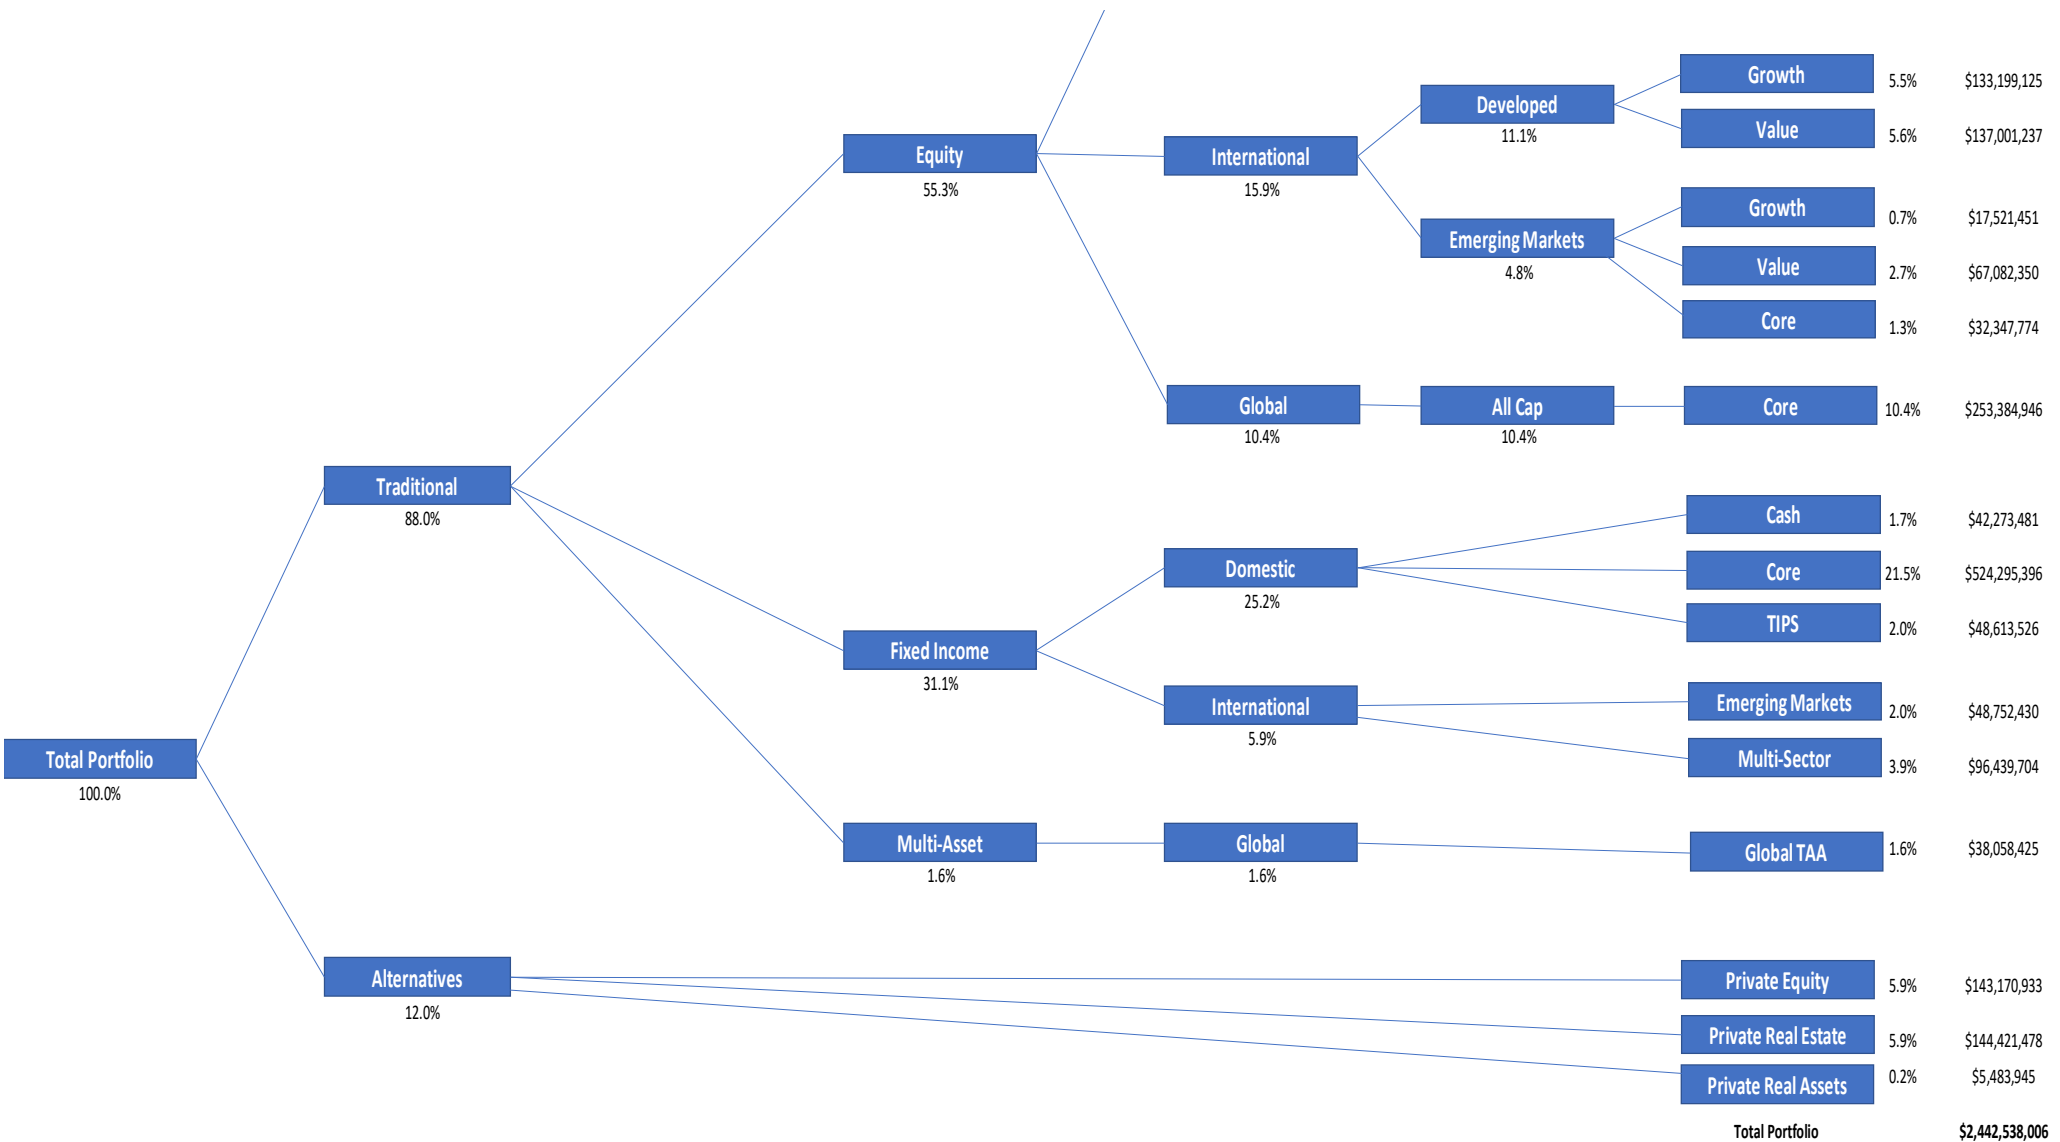 Growth 5.5% $133,199,125
Developed
11.1%
Value 5.6% $137,001,237
Equity
55.3%
International
15.9%
Growth 0.7% $17,521,451
Emerging Markets
4.8%
Value 2.7% $67,082,350
Core 1.3% $32,347,774
Global
10.4%
All Cap
10.4%
Core 10.4% $253,384,946
Traditional
88.0%
Cash 1.7% $42,273,481
Domestic
25.2%
Core 21.5% $524,295,396
TIPS 2.0% $48,613,526
Fixed Income
31.1%
International
5.9%
Emerging Markets 2.0% $48,752,430
Multi-Sector 3.9% $96,439,704
Total Portfolio
100.0%
Multi-Asset
1.6%
Global
1.6%
Global TAA 1.6% $38,058,425
Alternatives
12.0%
Private Equity 5.9% $143,170,933
Private Real Estate 5.9% $144,421,478
Private Real Assets 0.2% $5,483,945
Total Portfolio $2,442,538,006